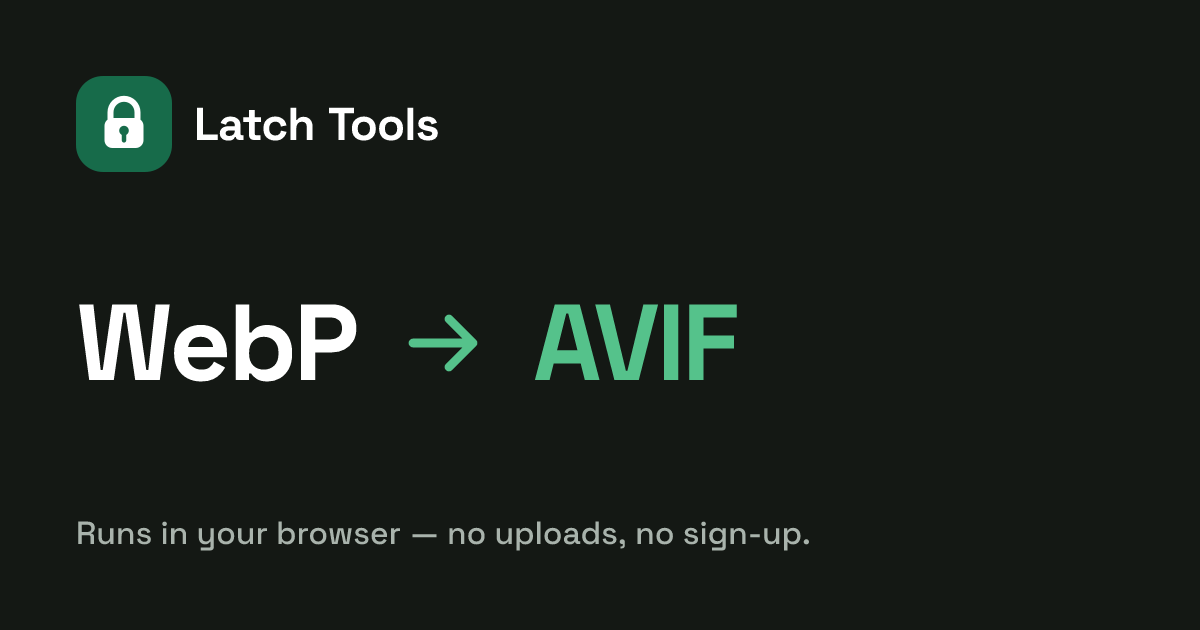 Latch Tools
WebP → AVIF
Runs in your browser — no uploads, no sign-up.